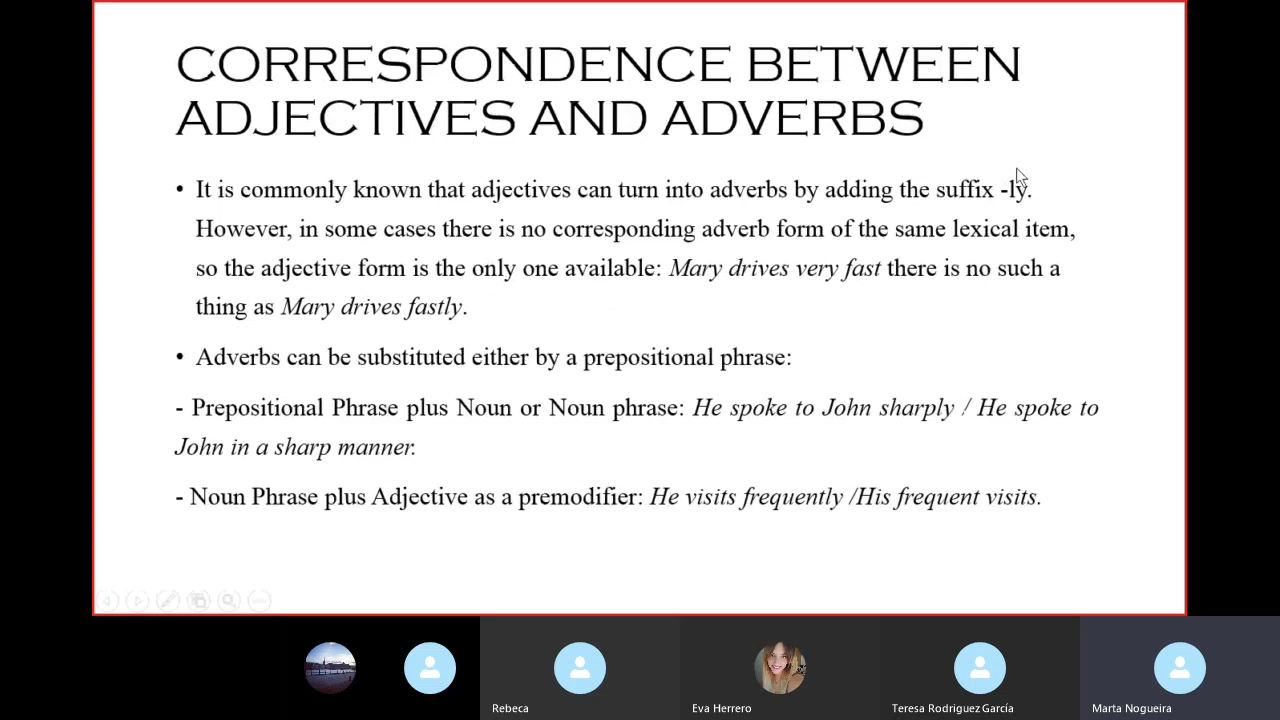 CORRESPONDENCE BETWEEN
ADJECTIVES AND ADVERBS
• It is commonly known that adjectives can turn into adverbs by adding the suffix -ly.
However, in some cases there is no corresponding adverb form of the same lexical item,
so the adjective form is the only one available: Mary drives very fast there is no such a
thing as Mary drives fastly.
• Adverbs can be substituted either by a prepositional phrase:
- Prepositional Phrase plus Noun or Noun phrase: He spoke to John sharply / He spoke to
John in a sharp manner.
- Noun Phrase plus Adjective as a premodifier: He visits frequently /His frequent visits.
Rebeca
Eva Herrero
Teresa Rodriguez García
Marta Nogueira